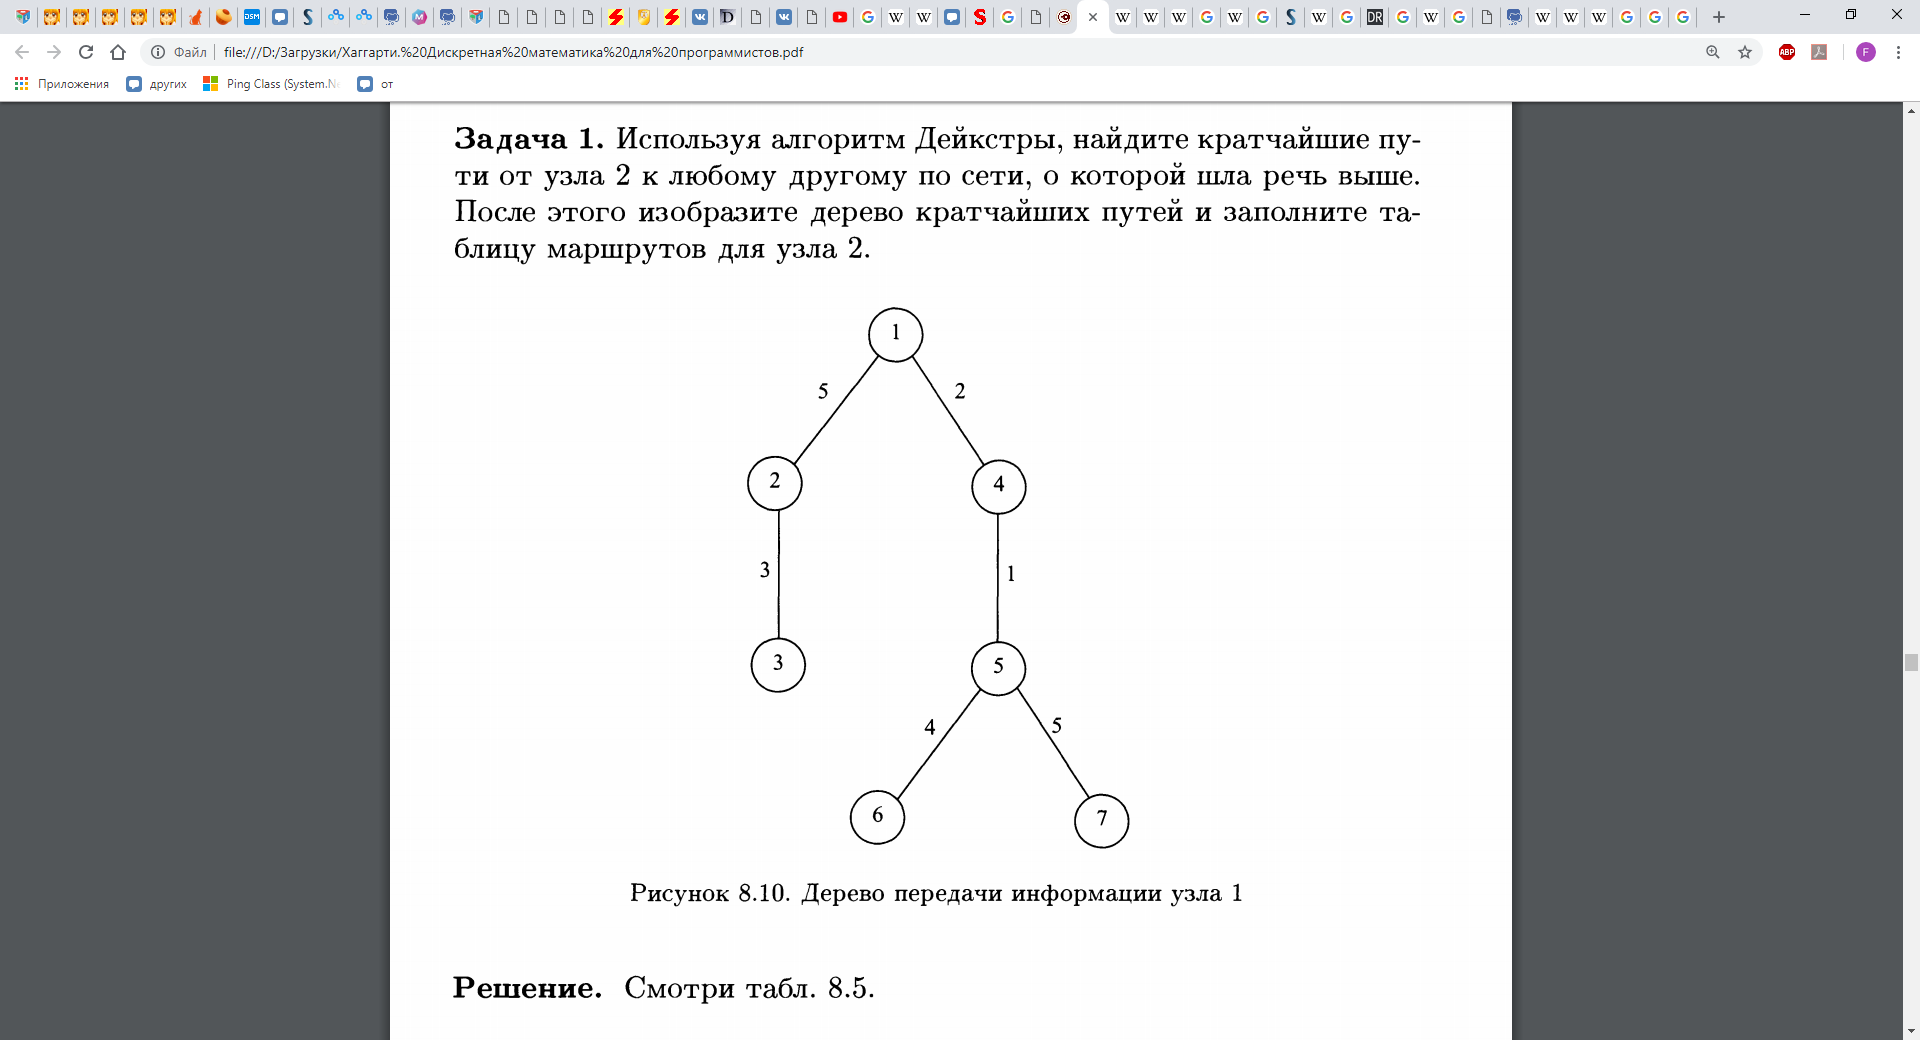 Файл
file:///D:/Загрузки/Хаггарти.%20Дискретная%20математика%20для%20программистов.pdf
Приложения
других
Ping Class (System.Ne
от
Задача 1. Используя алгоритм Дейкстры, найдите кратчайшие пу-
ти от узла 2 к любому другому по сети, о которой шла речь выше.
После этого изобразите дерево кратчайших путей и заполните та-
блицу маршрутов для узла 2.
1
5
2
2
4
3
1
3
5
4
5
6
7
Рисунок 8.10. Дерево передачи информации узла 1
Решение. Смотри табл. 8.5.